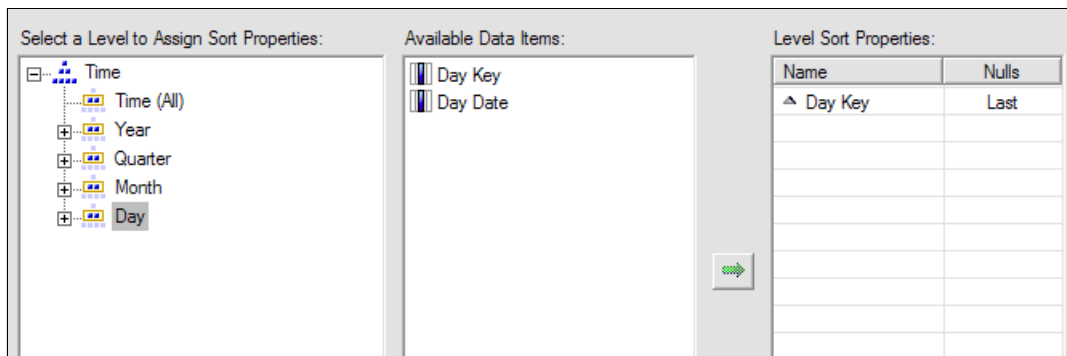 Select a Level to Assign Sort Properties:
Time
Time (All)
Year
Quarter
Month
Day
Available Data Items:
Day Key
Day Date
Level Sort Properties:
Name Nulls
Day Key Last